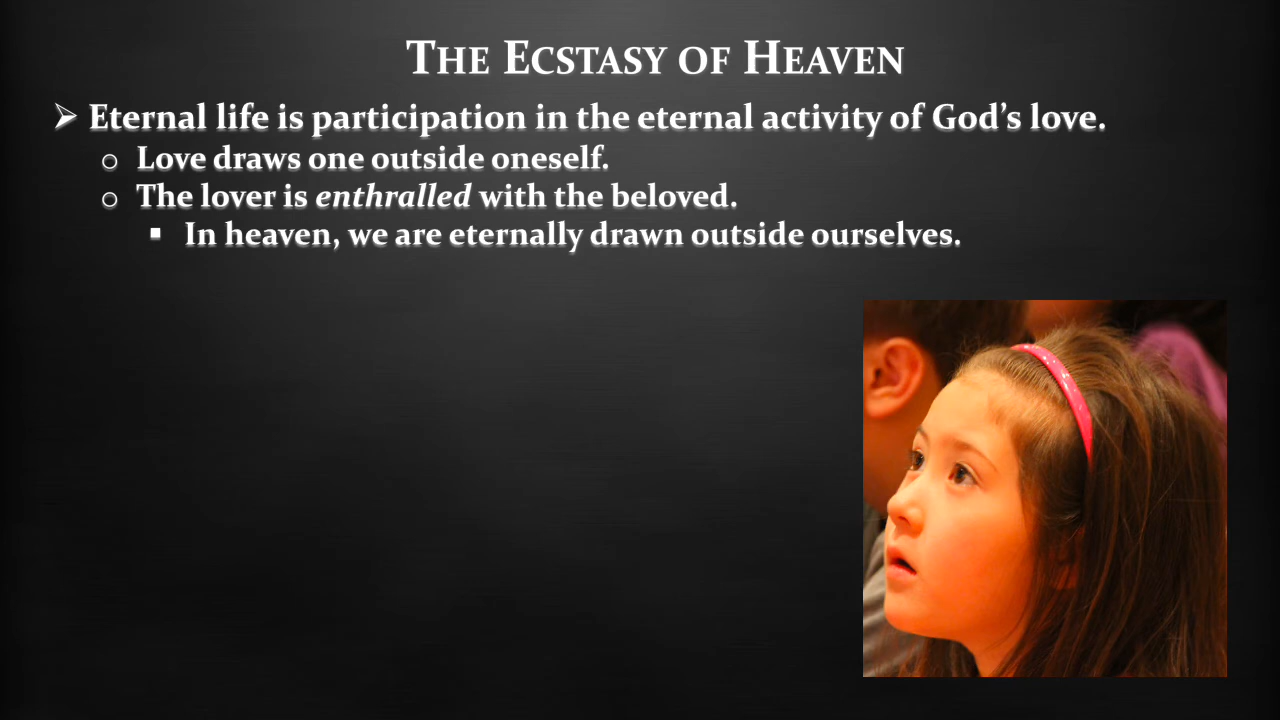 The Ecstasy of Heaven
➢ Eternal life is participation in the eternal activity of God’s love.
o Love draws one outside oneself.
o The lover is enthralled with the beloved.
▪ In heaven, we are eternally drawn outside ourselves.